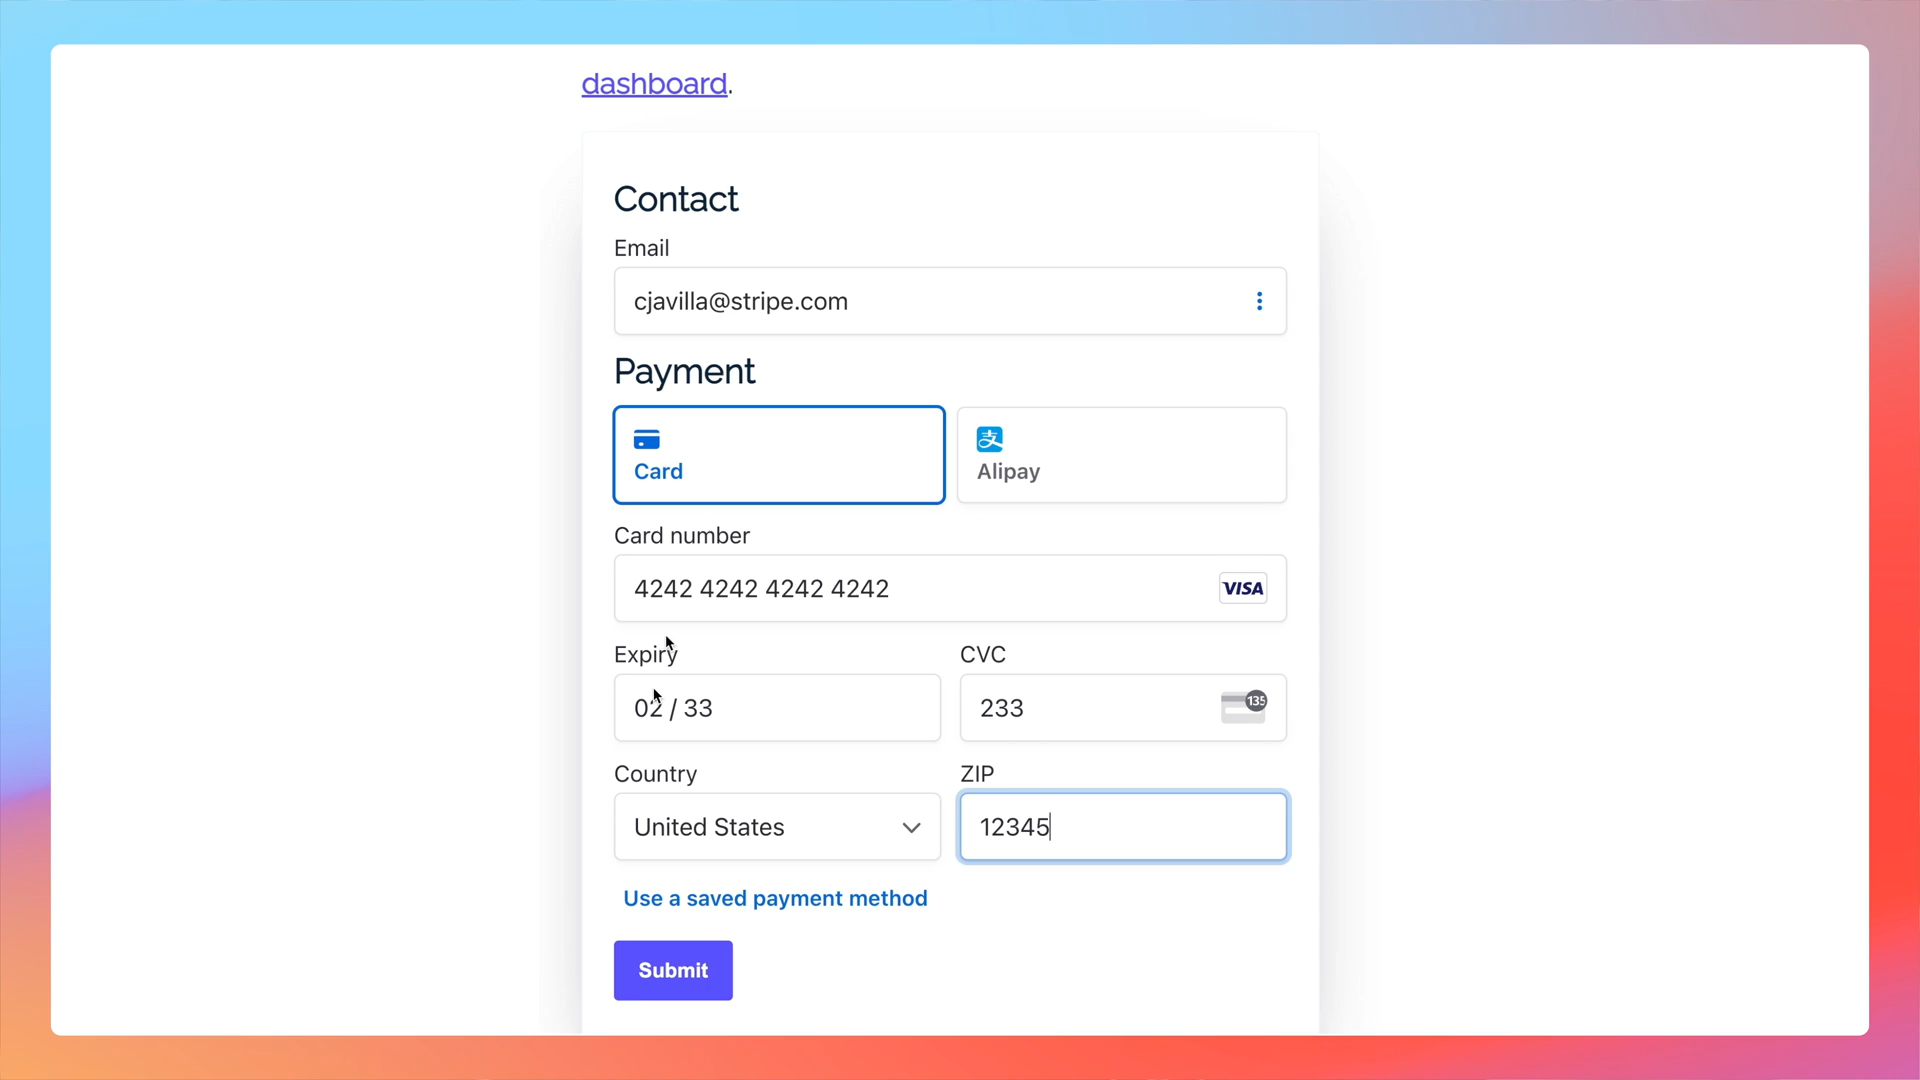 dashboard.
Contact
Email
cjavilla@stripe.com
Payment
Card
支
Alipay
Card number
4242 4242 4242 4242
VISA
Expiry
CVC
02 / 33
233
135
Country
ZIP
United States
12345
Use a saved payment method
Submit